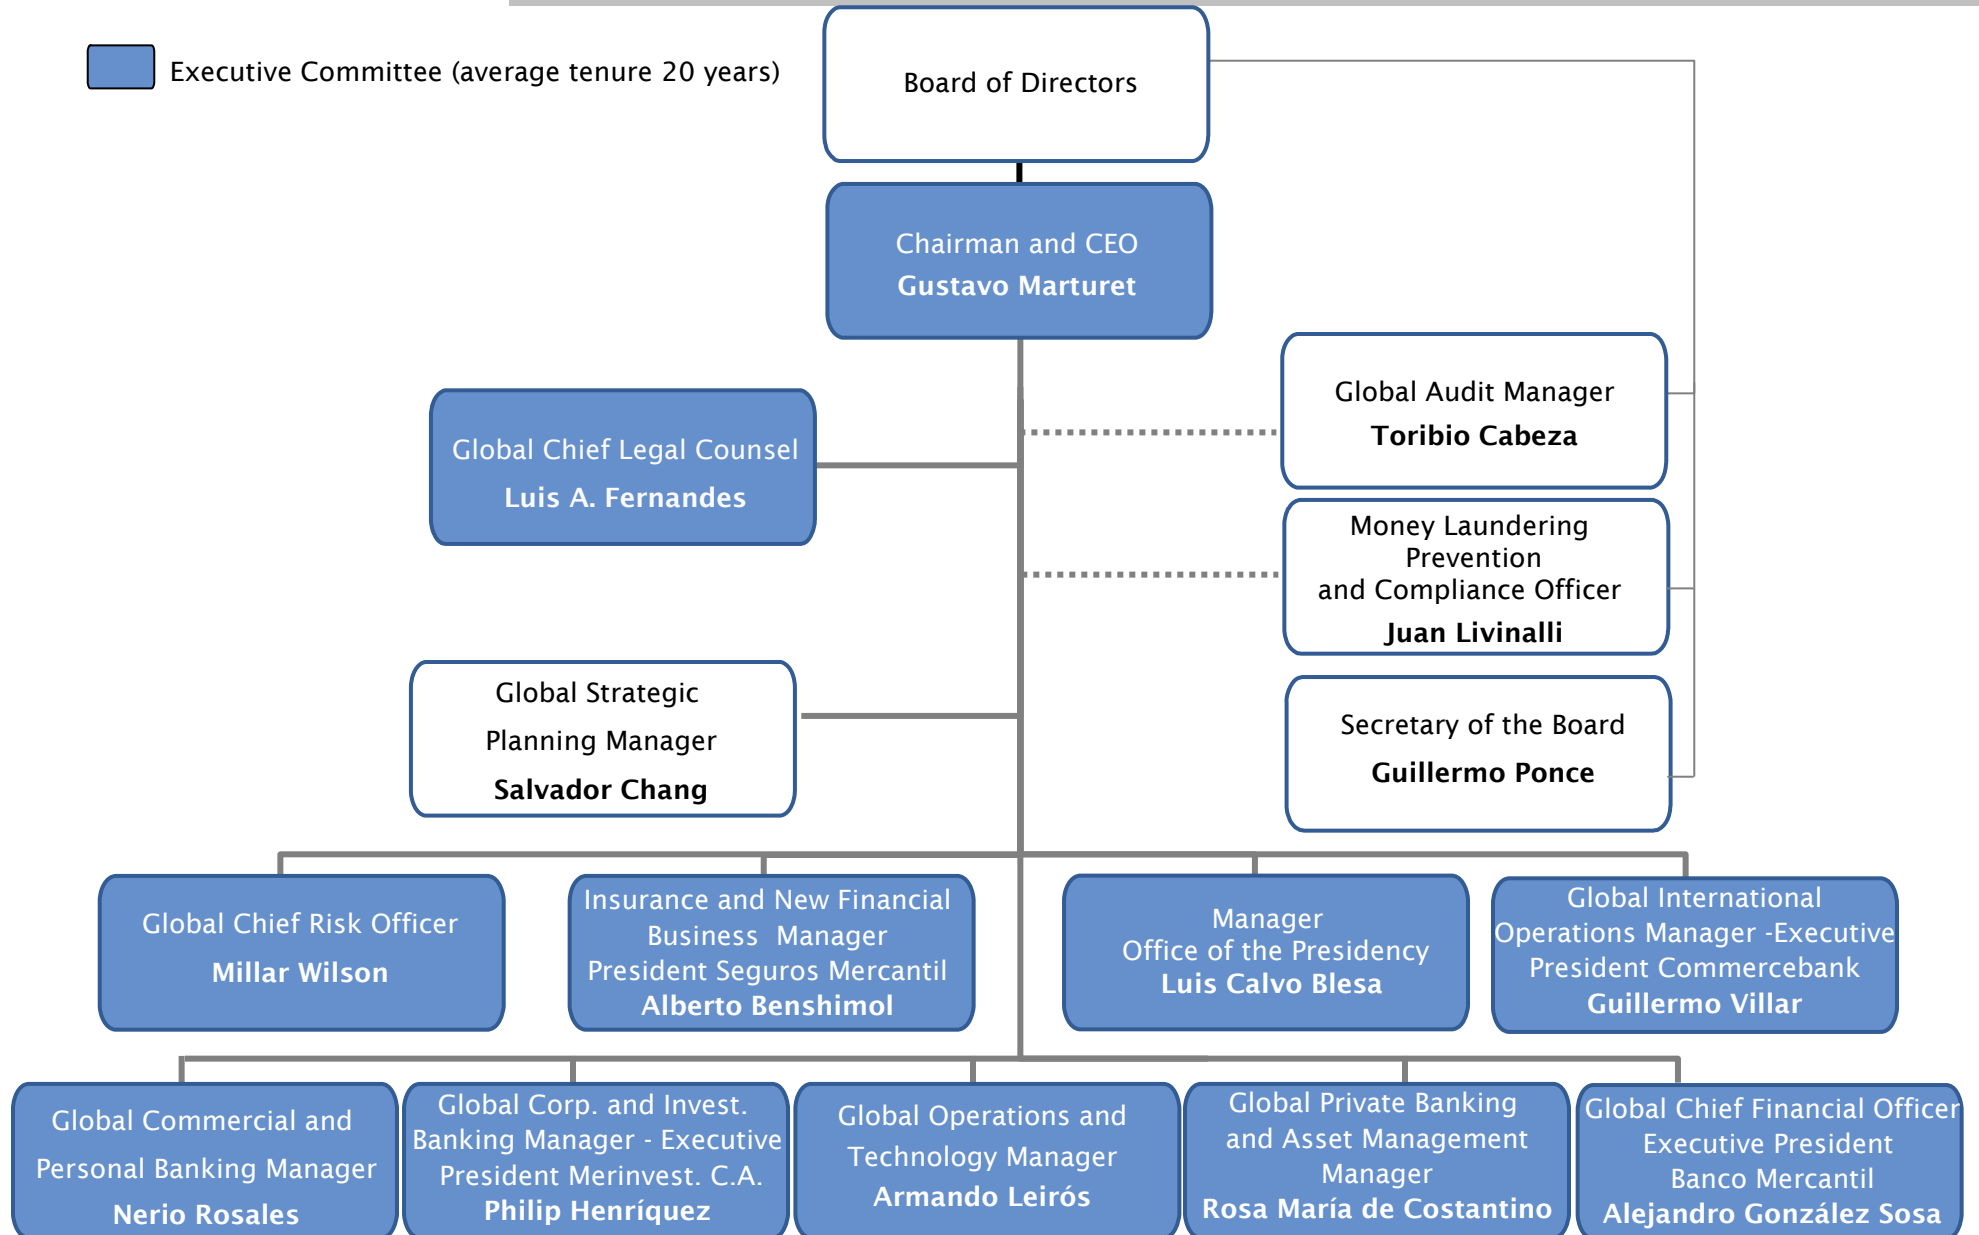 Executive Committee (average tenure 20 years)
Board of Directors
Chairman and CEO
Gustavo Marturet
Global Audit Manager
Toribio Cabeza
Global Chief Legal Counsel
Luis A. Fernandes
Money Laundering
Prevention
and Compliance Officer
Juan Livinalli
Global Strategic
Planning Manager
Salvador Chang
Secretary of the Board
Guillermo Ponce
Global Chief Risk Officer
Millar Wilson
Insurance and New Financial
Business Manager
President Seguros Mercantil
Alberto Benshimol
Manager
Office of the Presidency
Luis Calvo Blesa
Global International
Operations Manager -Executive
President Commercebank
Guillermo Villar
Global Commercial and
Personal Banking Manager
Nerio Rosales
Global Corp. and Invest.
Banking Manager - Executive
President Merinvest. C.A.
Philip Henríquez
Global Operations and
Technology Manager
Armando Leirós
Global Private Banking
and Asset Management
Manager
Rosa María de Costantino
Global Chief Financial Officer
Executive President
Banco Mercantil
Alejandro González Sosa